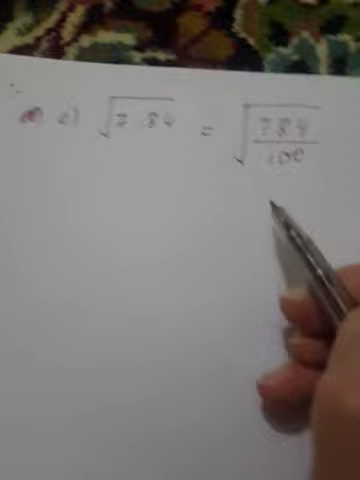 c) √7.84 = √784/100